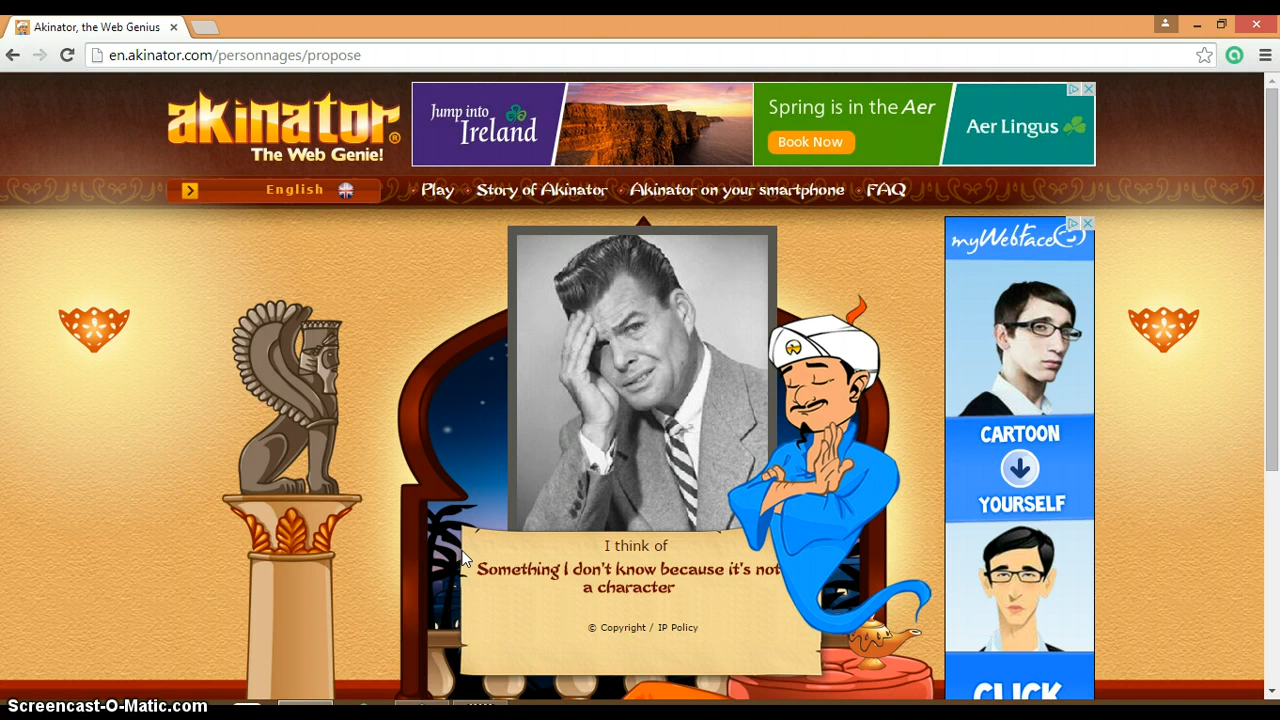 Akinator, the Web Genius
en.akinator.com/personnages/propose
akinator®
The Web Genie!
Jump into
Ireland
Spring is in the Aer
Book Now
Aer Lingus
English
Play
Story of Akinator
Akinator on your smartphone
FAQ
myWebFace
CARTOON
YOURSELF
CLICK
I think of
Something I don't know because it's not
a character
© Copyright / IP Policy
Screencast-O-Matic.com